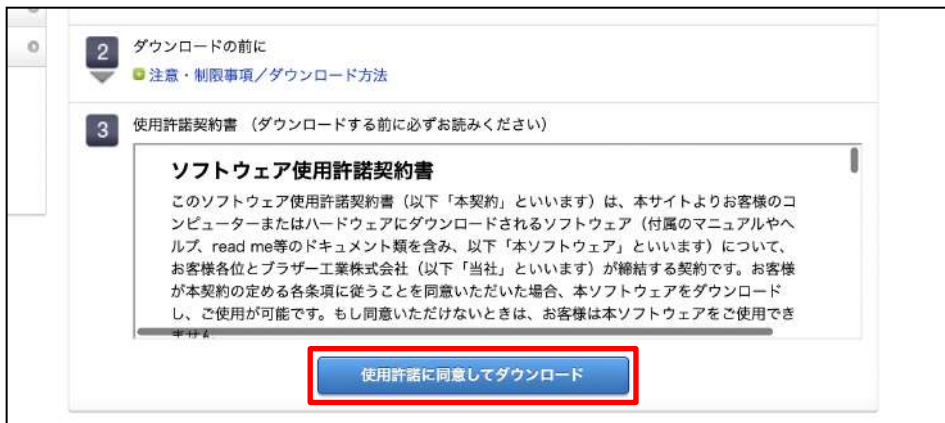 2
ダウンロードの前に
注意・制限事項／ダウンロード方法
3
使用許諾契約書 （ダウンロードする前に必ずお読みください）
ソフトウェア使用許諾契約書
このソフトウェア使用許諾契約書（以下「本契約」といいます）は、本サイトよりお客様のコ
ンピューターまたはハードウェアにダウンロードされるソフトウェア（付属のマニュアルやヘ
ルプ、read me等のドキュメント類を含み、以下「本ソフトウェア」といいます）について、
お客様各位とブラザー工業株式会社（以下「当社」といいます）が締結する契約です。お客様
が本契約の定める各条項に従うことを同意いただいた場合、本ソフトウェアをダウンロード
し、ご使用が可能です。もし同意いただけないときは、お客様は本ソフトウェアをご使用でき
使用許諾に同意してダウンロード